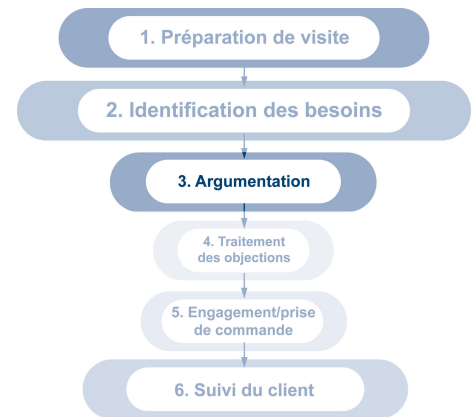 1. Préparation de visite
2. Identification des besoins
3. Argumentation
4. Traitement
des objections
5. Engagement/prise
de commande
6. Suivi du client